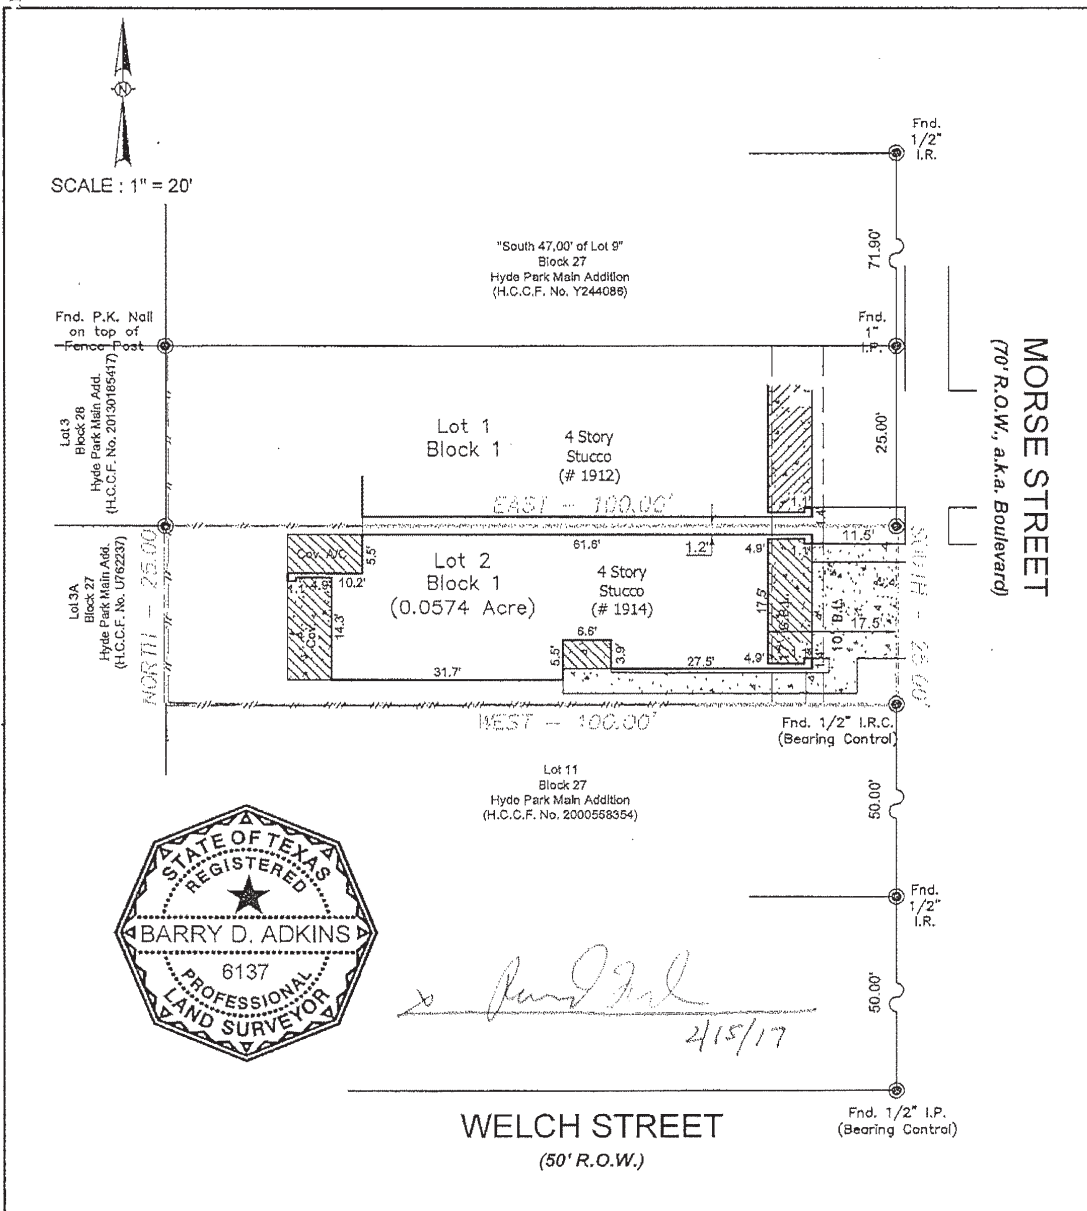 N
SCALE : 1" = 20'
Fnd.
1/2"
I.R.
71.90'
"South 47.00' of Lot 9"
Block 27
Hyde Park Main Addition
(H.C.C.F. No. Y244086)
Fnd. P.K. Nail
on top of
Fence Post
Fnd.
1"
I.P.
MORSE STREET
(70' R.O.W., a.k.a. Boulevard)
Lot 3
Block 28
Hyde Park Main Add.
(H.C.C.F. No. 20130185417)
Lot 1
Block 1
4 Story
Stucco
(# 1912)
25.00'
EAST - 100.00'
1.1'
1.4'
11.5'
Cov. A/C
5.5'
61.6'
1.2'
4.9'
Lot 2
Block 1
(0.0574 Acre)
4 Story
Stucco
(# 1914)
10.2'
4.9'
Cov.
14.3'
17.5'
10' B.L.
17.5'
Lot 3A
Block 27
Hyde Park Main Add.
(H.C.C.F. No. U762237)
NORTH - 25.00'
SOUTH - 25.00'
6.6'
5.5'
3.9'
31.7'
27.5'
4.9'
WEST - 100.00'
Fnd. 1/2" I.R.C.
(Bearing Control)
Lot 11
Block 27
Hyde Park Main Addition
(H.C.C.F. No. 2000558354)
50.00'
STATE OF TEXAS
REGISTERED
BARRY D. ADKINS
6137
PROFESSIONAL
LAND SURVEYOR
Fnd.
1/2"
I.R.
50.00'
x
2/15/17
WELCH STREET
(50' R.O.W.)
Fnd. 1/2" I.P.
(Bearing Control)